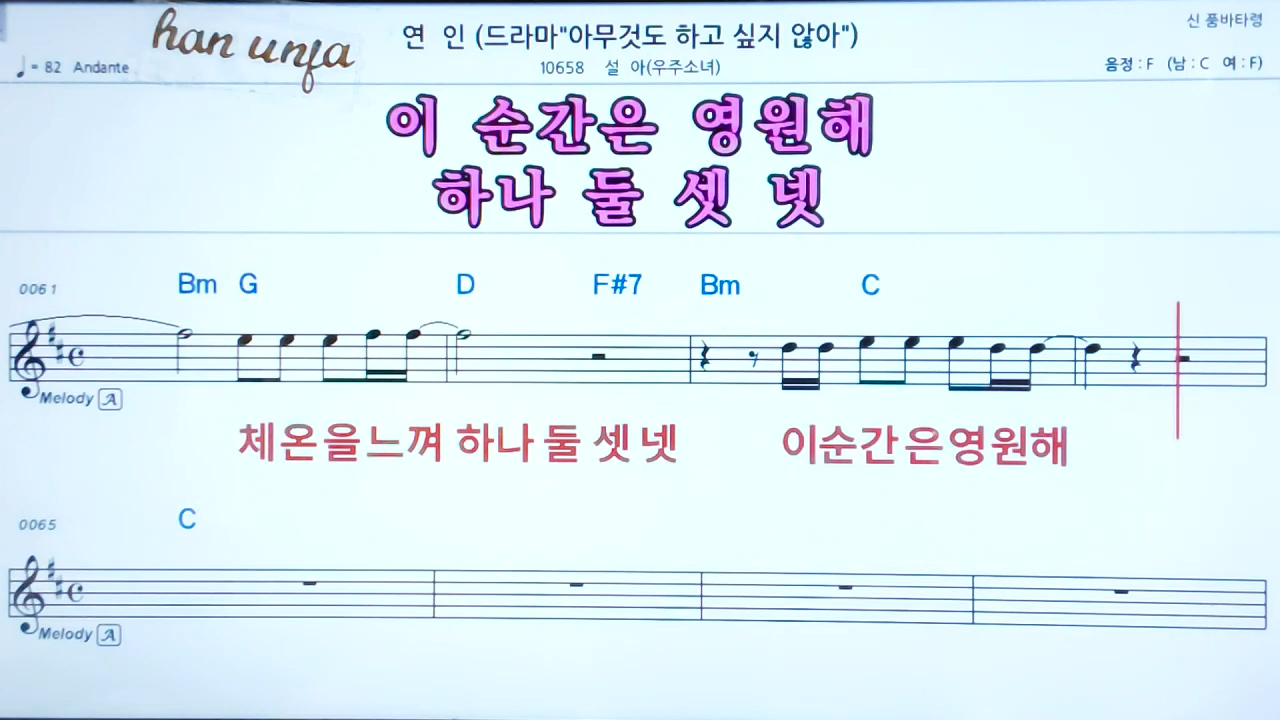 han unfa
연 인 (드라마"아무것도 하고 싶지 않아")
신 품바타령
♩= 82 Andante
10658 설 아(우주소녀)
음정 : F (남 : C 여 : F)
이 순간은 영원해
하나 둘 셋 넷
0061 Bm G D F#7 Bm C
Melody A
체온을느껴 하나 둘 셋 넷 이순간은영원해
0065 C
Melody A